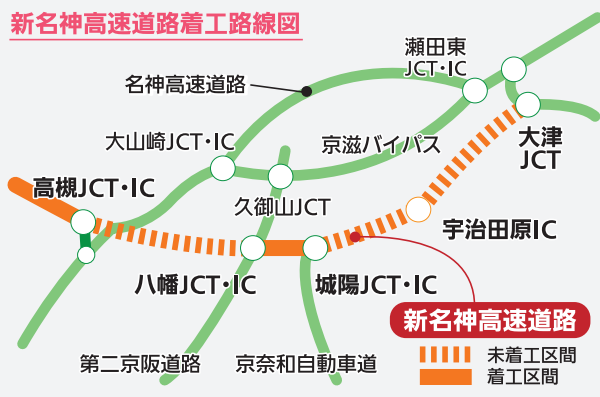 新名神高速道路着工路線図
瀬田東
JCT・IC
名神高速道路
大山崎JCT・IC
京滋バイパス
大津
JCT
高槻JCT・IC
久御山JCT
宇治田原IC
八幡JCT・IC
城陽JCT・IC
新名神高速道路
第二京阪道路
京奈和自動車道
未着工区間
着工区間